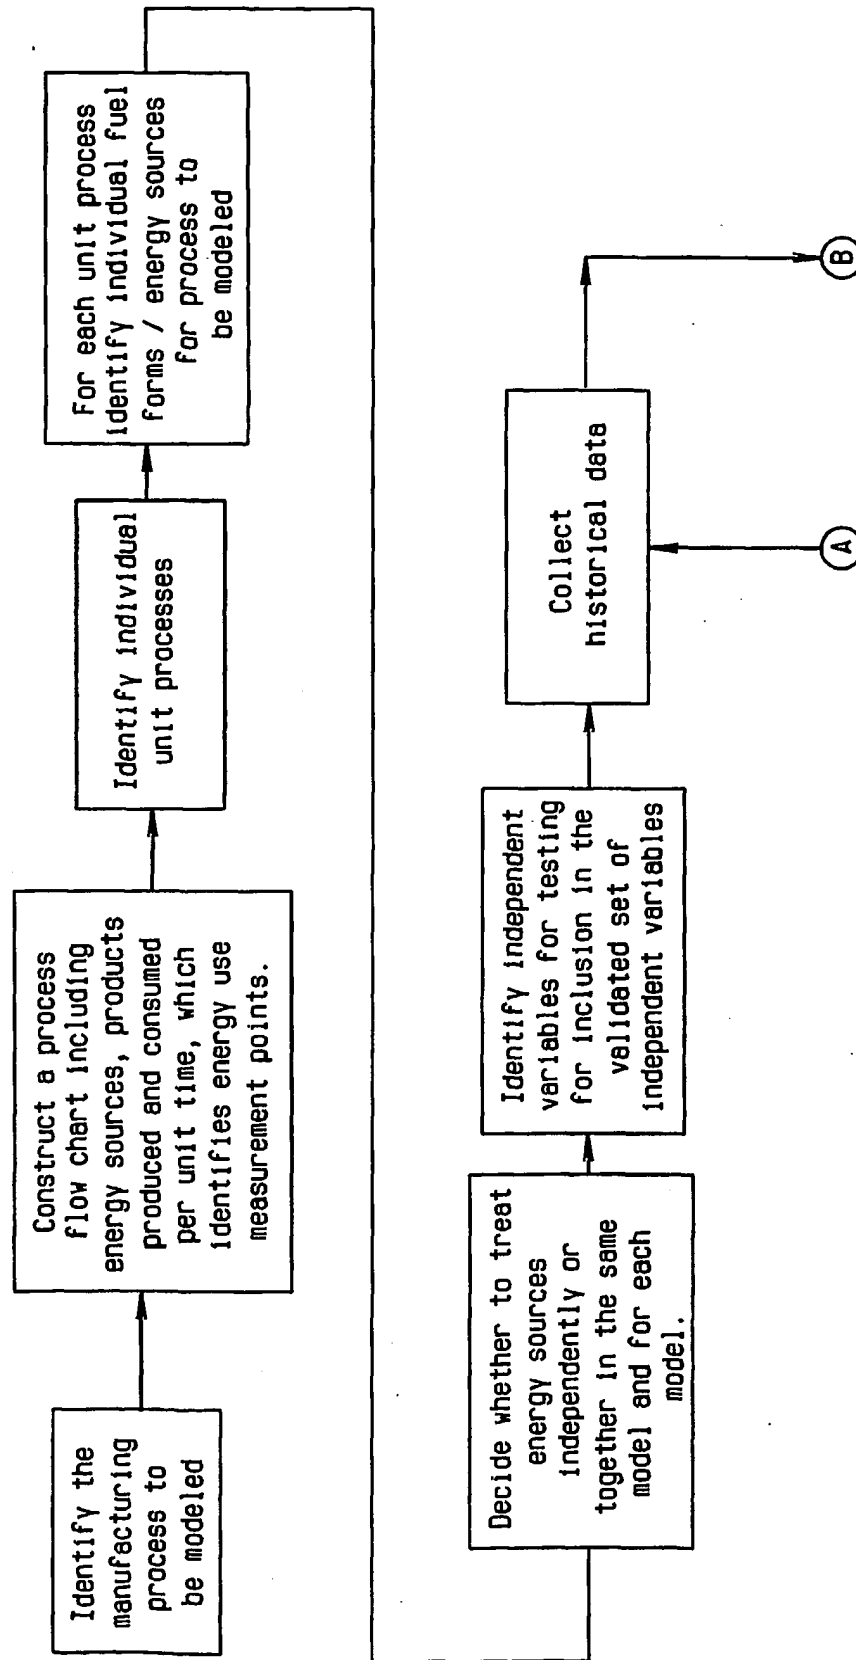 Identify the
manufacturing
process to
be modeled
Construct a process
flow chart including
energy sources, products
produced and consumed
per unit time, which
identifies energy use
measurement points.
Identify individual
unit processes
For each unit process
identify individual fuel
forms / energy sources
for process to
be modeled
Decide whether to treat
energy sources
independently or
together in the same
model and for each
model.
Identify independent
variables for testing
for inclusion in the
validated set of
independent variables
Collect
historical data
A
B